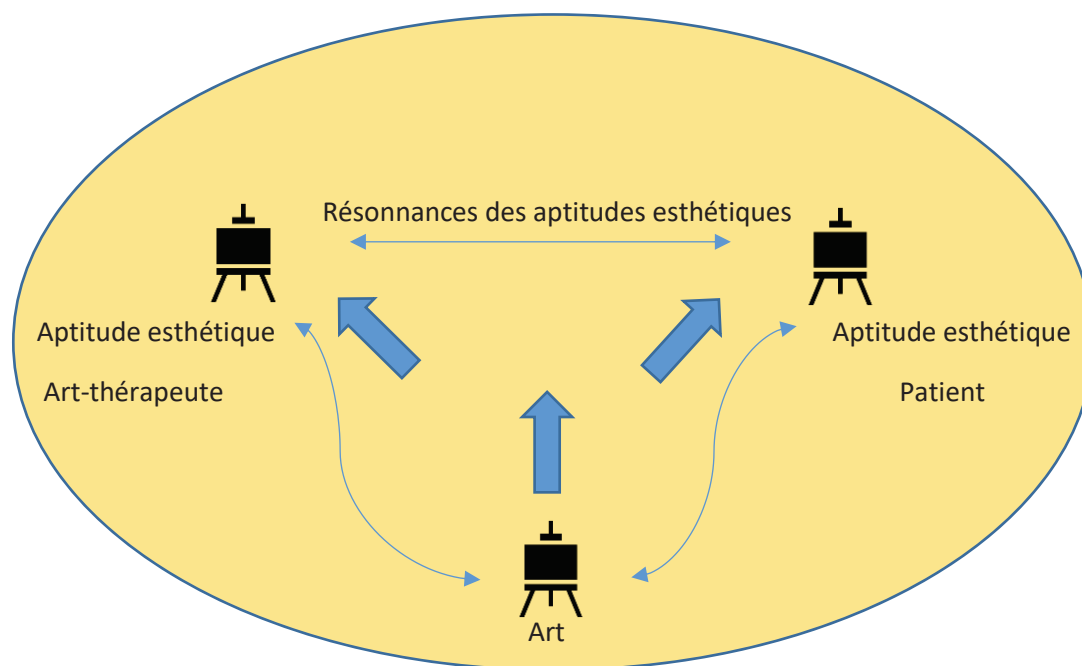 Résonnances des aptitudes esthétiques
Aptitude esthétique
Art-thérapeute
Aptitude esthétique
Patient
Art